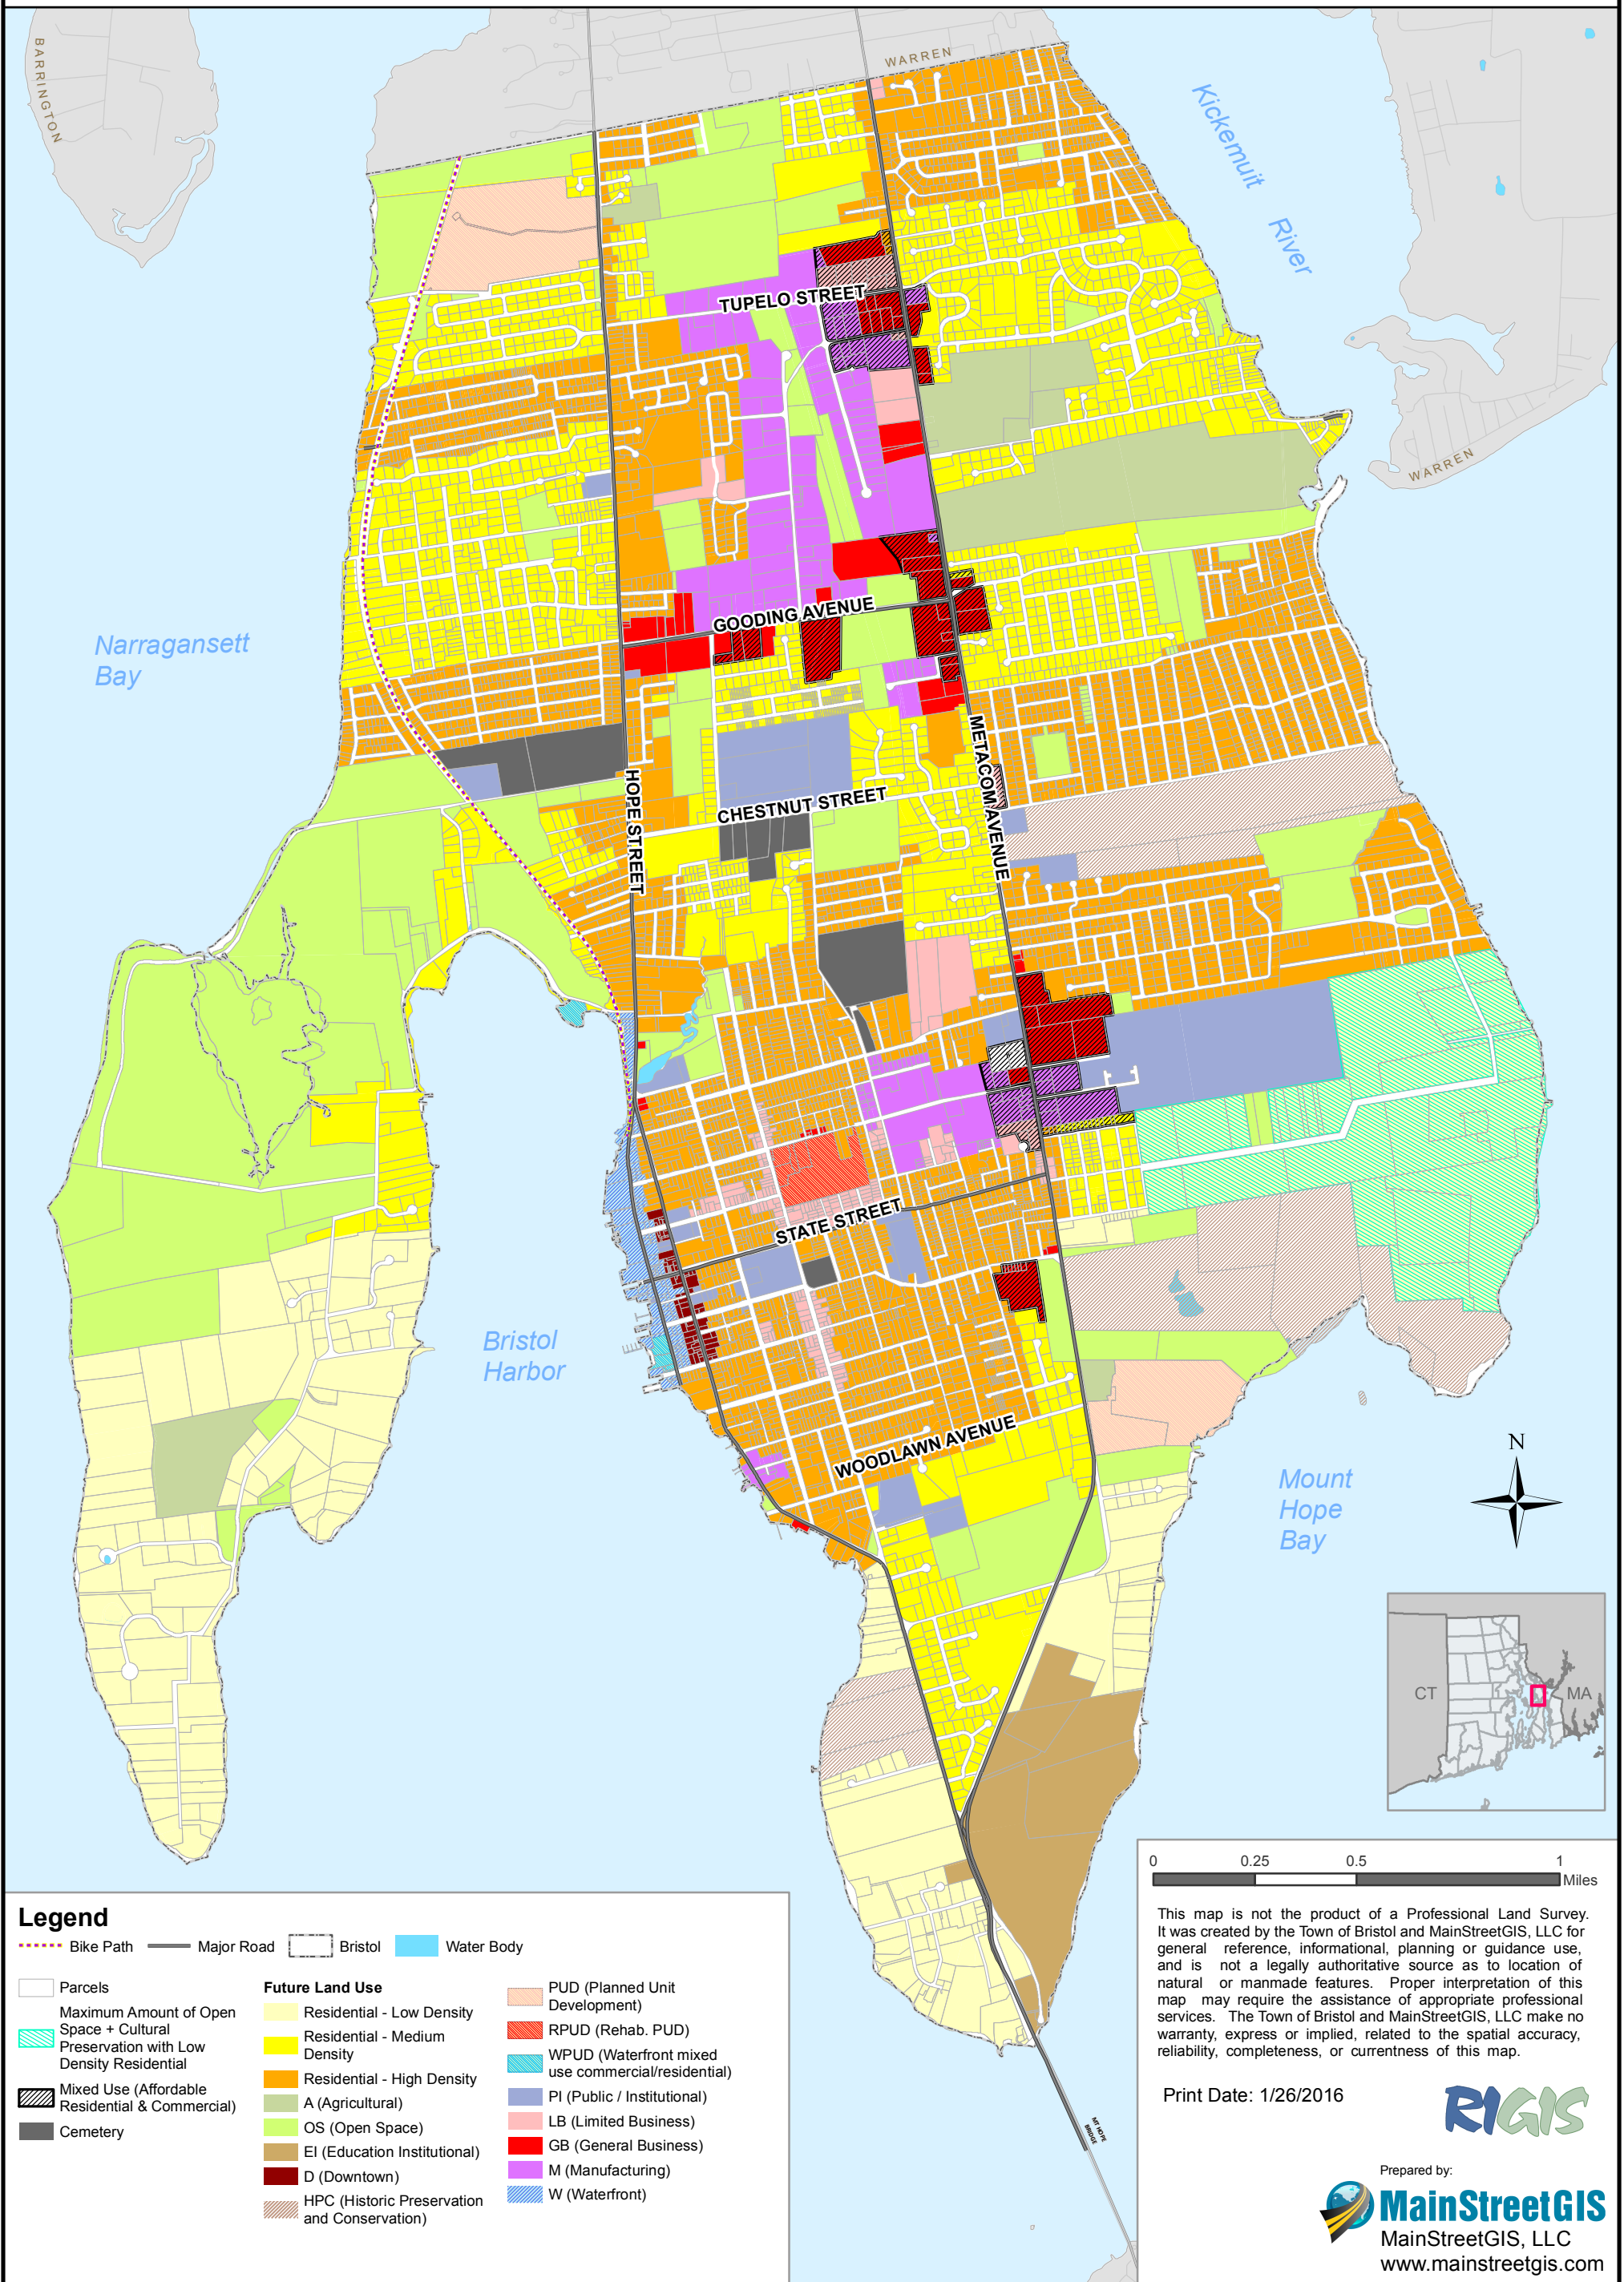 BARRINGTON
WARREN
Kickemuit
River
TUPELO STREET
WARREN
Narragansett
Bay
GOODING AVENUE
METACOM AVENUE
HOPE STREET
CHESTNUT STREET
STATE STREET
Bristol
Harbor
WOODLAWN AVENUE
N
Mount
Hope
Bay
CT
MA
MT HOPE
BRIDGE
0 0.25 0.5 1
Miles
This map is not the product of a Professional Land Survey.
It was created by the Town of Bristol and MainStreetGIS, LLC for
general reference, informational, planning or guidance use,
and is not a legally authoritative source as to location of
natural or manmade features. Proper interpretation of this
map may require the assistance of appropriate professional
services. The Town of Bristol and MainStreetGIS, LLC make no
warranty, express or implied, related to the spatial accuracy,
reliability, completeness, or currentness of this map.
Print Date: 1/26/2016
RIGIS
Prepared by:
MainStreetGIS
MainStreetGIS, LLC
www.mainstreetgis.com
Legend
Bike Path
Major Road
Bristol
Water Body
Parcels
Maximum Amount of Open
Space + Cultural
Preservation with Low
Density Residential
Mixed Use (Affordable
Residential & Commercial)
Cemetery
Future Land Use
Residential - Low Density
Residential - Medium
Density
Residential - High Density
A (Agricultural)
OS (Open Space)
EI (Education Institutional)
D (Downtown)
HPC (Historic Preservation
and Conservation)
PUD (Planned Unit
Development)
RPUD (Rehab. PUD)
WPUD (Waterfront mixed
use commercial/residential)
PI (Public / Institutional)
LB (Limited Business)
GB (General Business)
M (Manufacturing)
W (Waterfront)